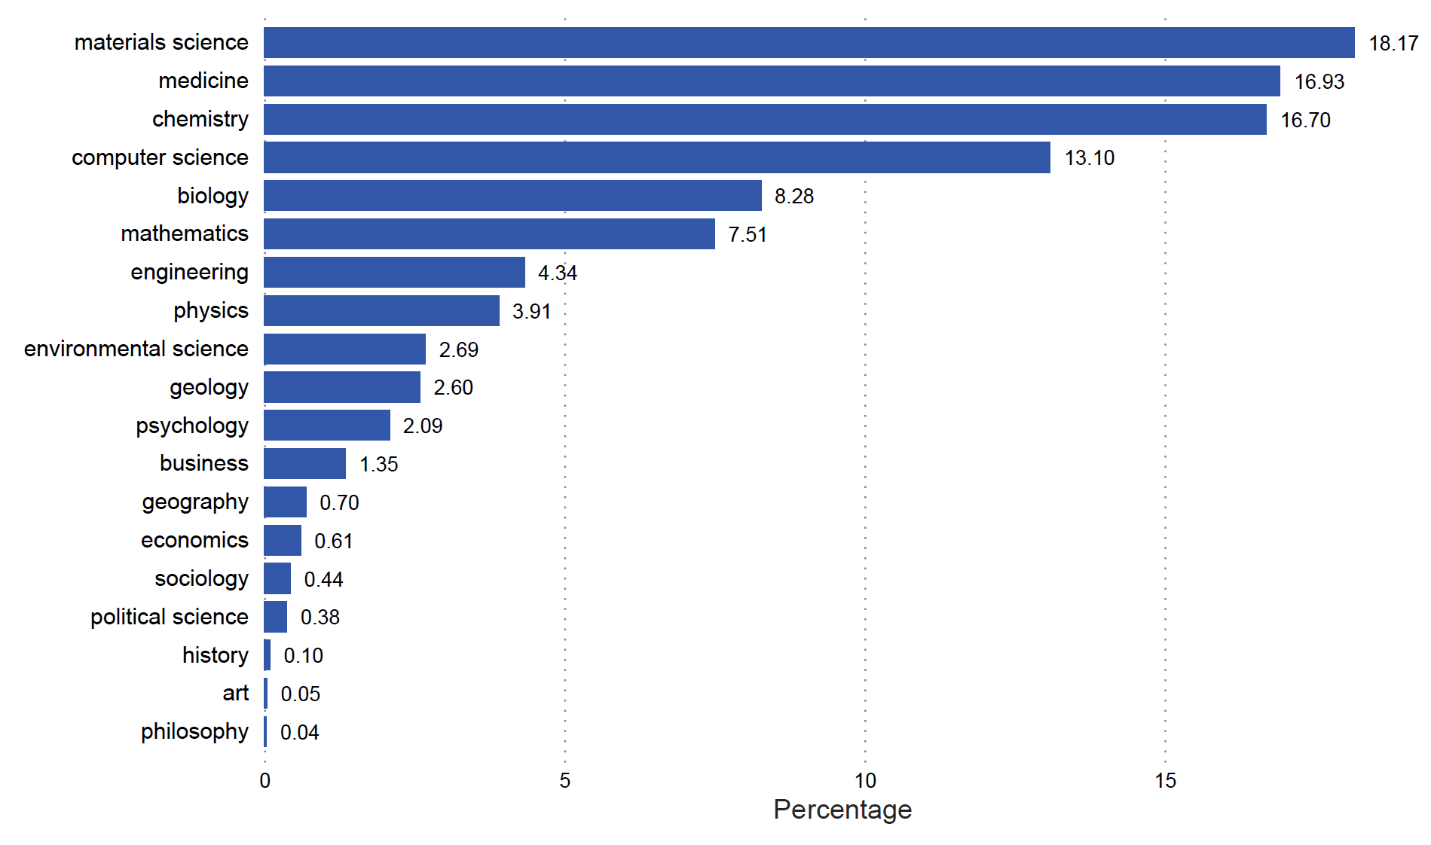 materials science 18.17
medicine 16.93
chemistry 16.70
computer science 13.10
biology 8.28
mathematics 7.51
engineering 4.34
physics 3.91
environmental science 2.69
geology 2.60
psychology 2.09
business 1.35
geography 0.70
economics 0.61
sociology 0.44
political science 0.38
history 0.10
art 0.05
philosophy 0.04
0 5 10 15
Percentage